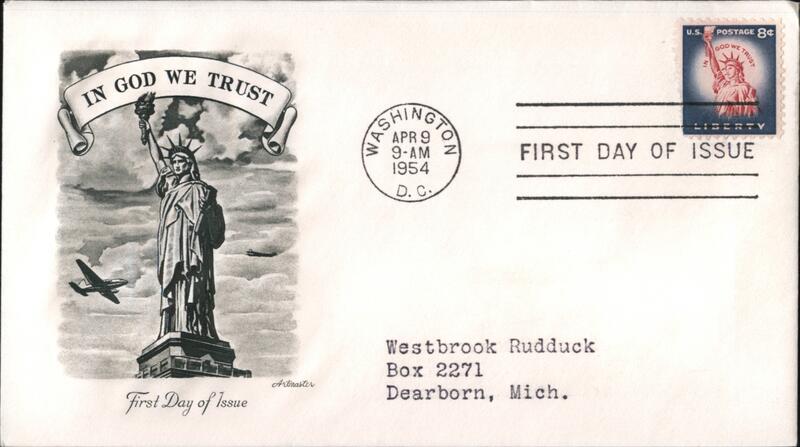 IN GOD WE TRUST
Artmaster
First Day of Issue
WASHINGTON
APR 9
9-AM
1954
D. C.
U.S. POSTAGE 8¢
IN GOD WE TRUST
LIBERTY
FIRST DAY OF ISSUE
Westbrook Rudduck
Box 2271
Dearborn, Mich.